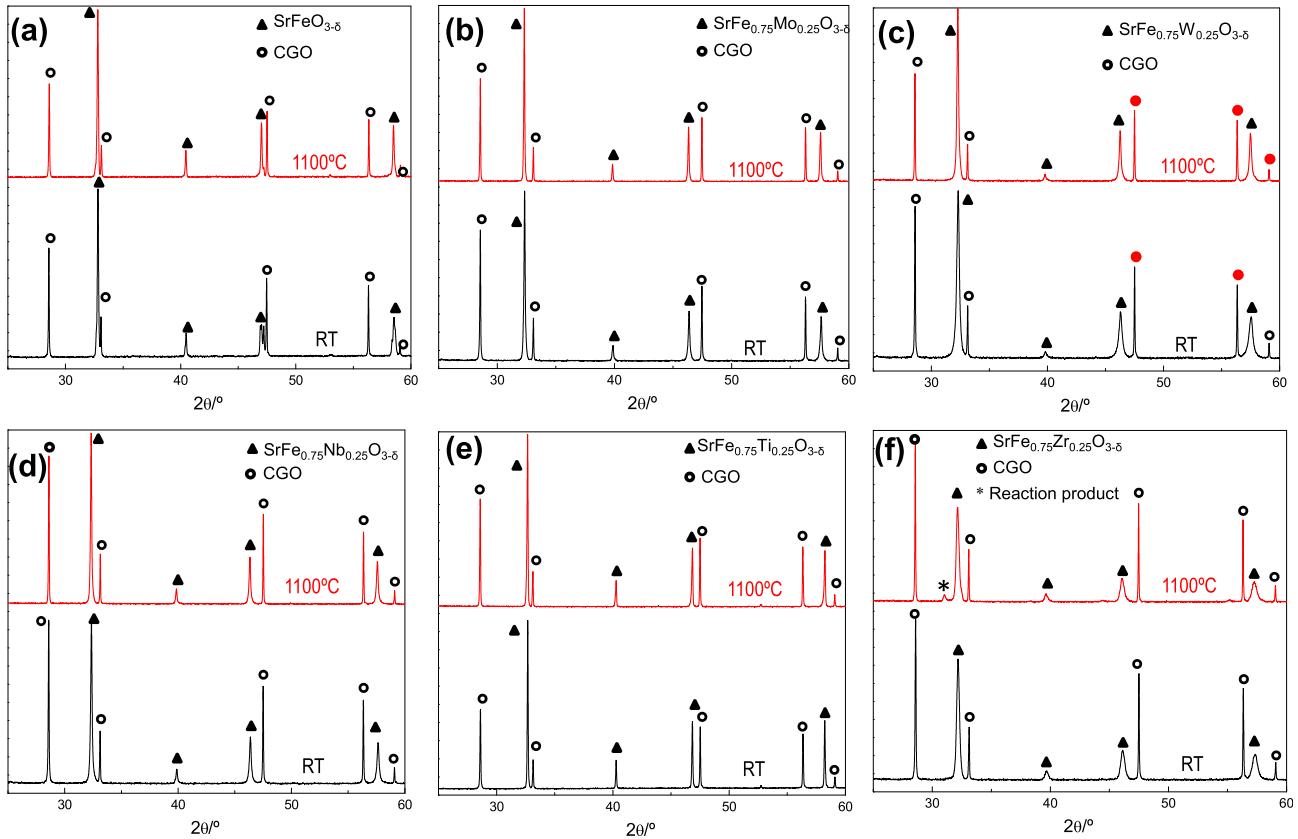 (a)
SrFeO3-δ
CGO
1100ºC
RT
30 40 50 60
2θ/º
(b)
SrFe0.75Mo0.25O3-δ
CGO
1100ºC
RT
30 40 50 60
2θ/º
(c)
SrFe0.75W0.25O3-δ
CGO
1100ºC
RT
30 40 50 60
2θ/º
(d)
SrFe0.75Nb0.25O3-δ
CGO
1100ºC
RT
30 40 50 60
2θ/º
(e)
SrFe0.75Ti0.25O3-δ
CGO
1100ºC
RT
30 40 50 60
2θ/º
(f)
SrFe0.75Zr0.25O3-δ
CGO
* Reaction product
1100ºC
*
RT
30 40 50 60
2θ/º